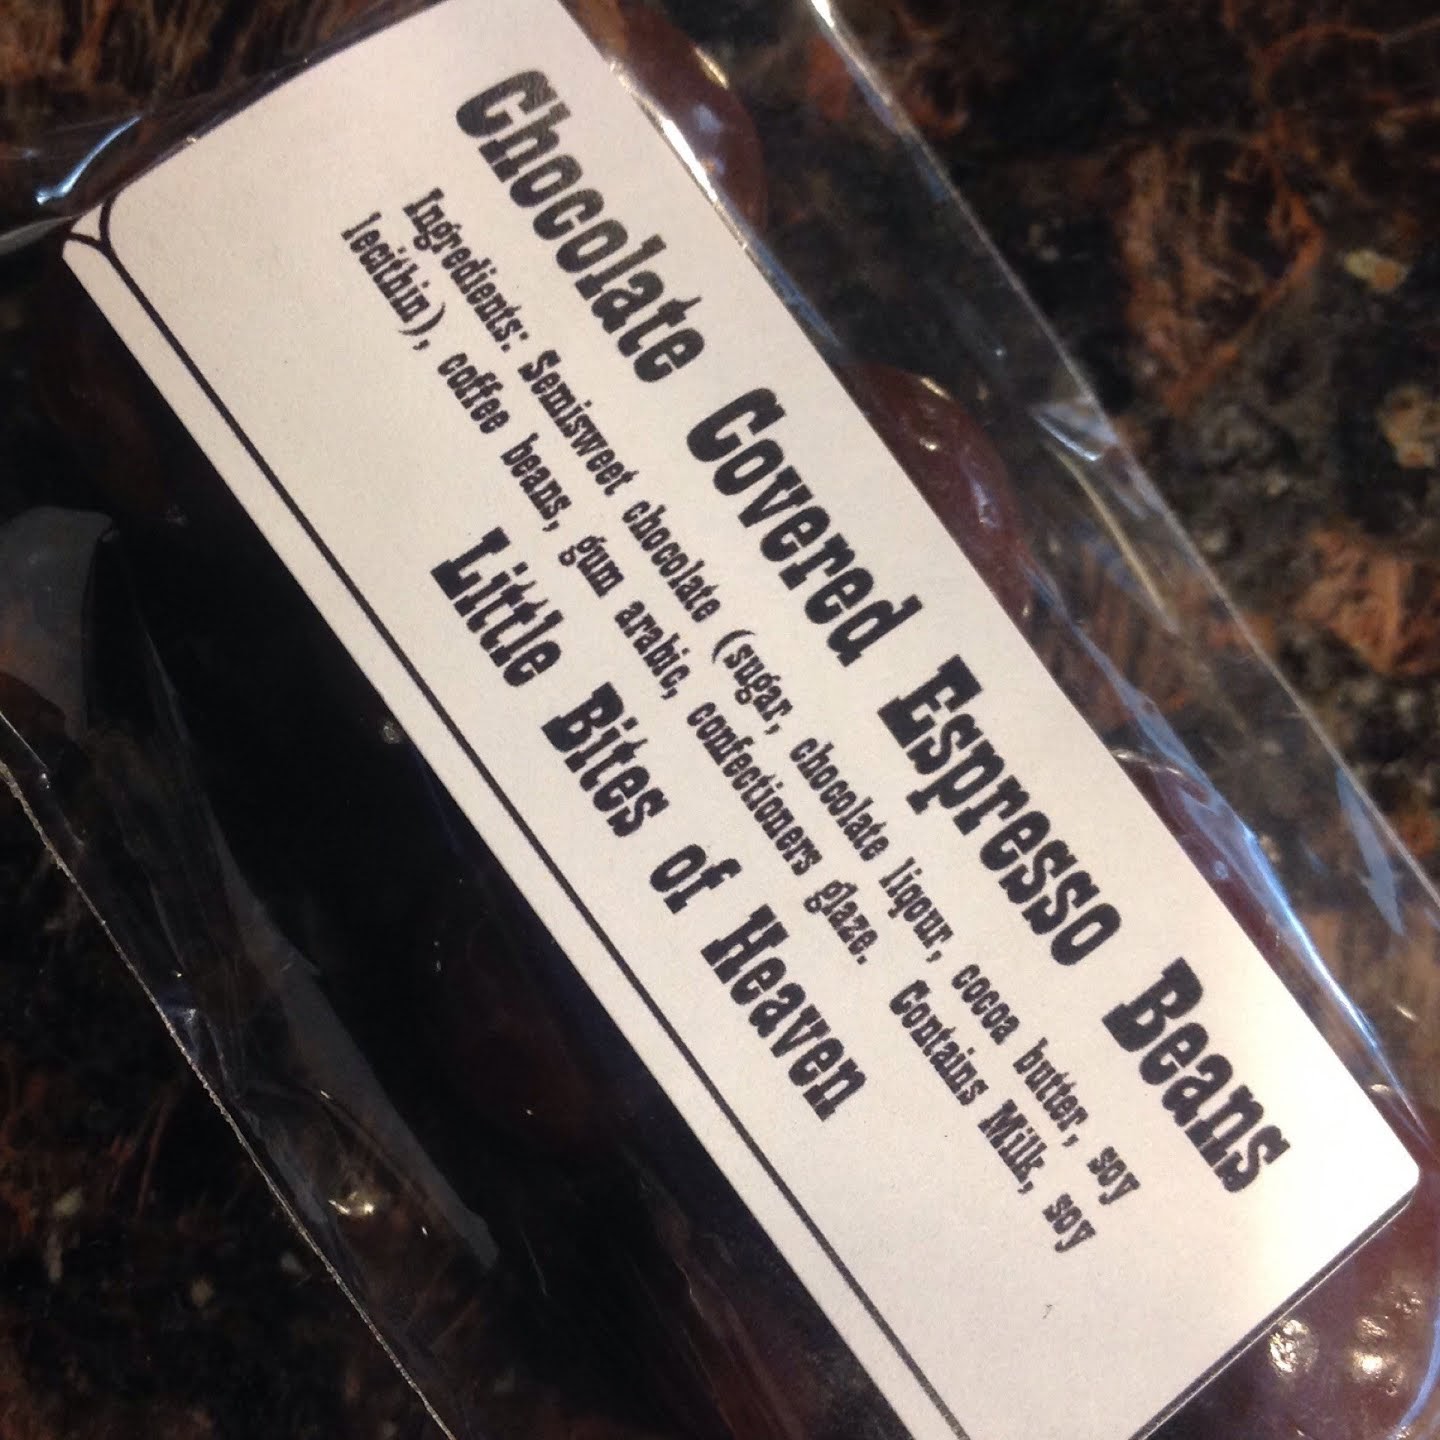 Chocolate Covered Espresso Beans
Ingredients: Semisweet chocolate (sugar, chocolate liqour, cocoa butter, soy
lecithin), coffee beans, gum arabic, confectioners glaze. Contains Milk, soy
Little Bites of Heaven